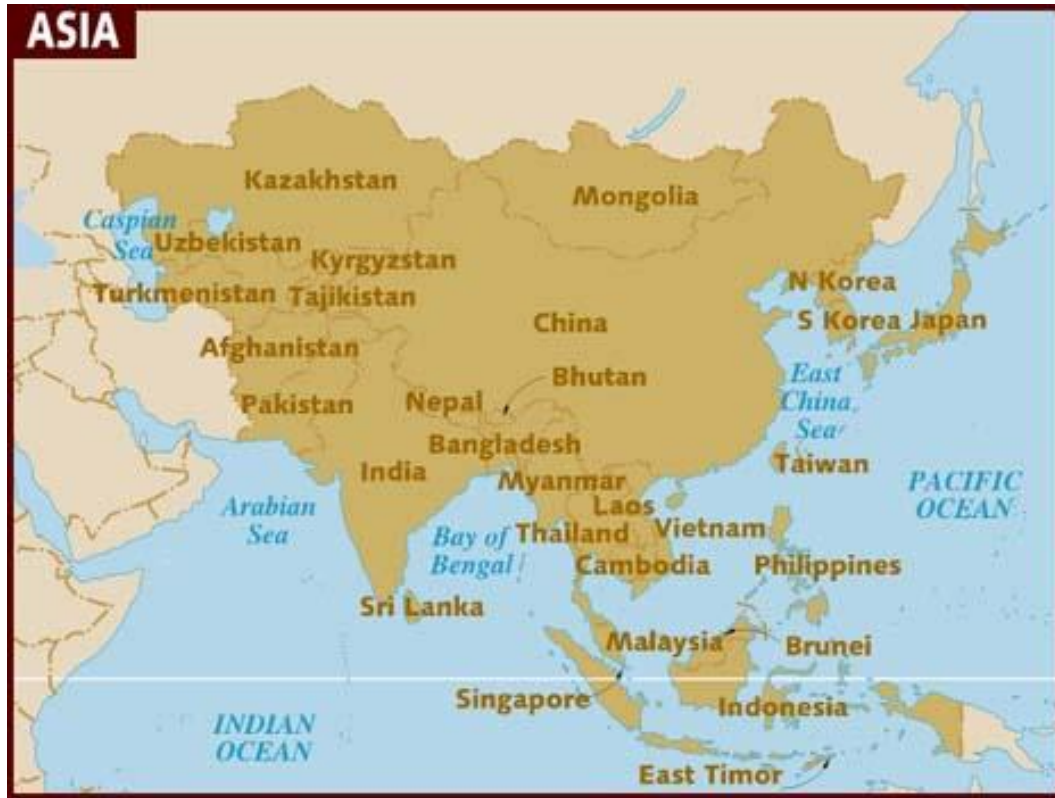 ASIA
Kazakhstan
Mongolia
Caspian
Sea
Uzbekistan
Kyrgyzstan
N Korea
Turkmenistan
Tajikistan
China
S Korea
Japan
Afghanistan
Bhutan
East
China
Sea
Pakistan
Nepal
Bangladesh
India
Taiwan
Myanmar
PACIFIC
OCEAN
Arabian
Sea
Laos
Bay of
Bengal
Thailand
Vietnam
Cambodia
Philippines
Sri Lanka
Malaysia
Brunei
Singapore
Indonesia
INDIAN
OCEAN
East Timor